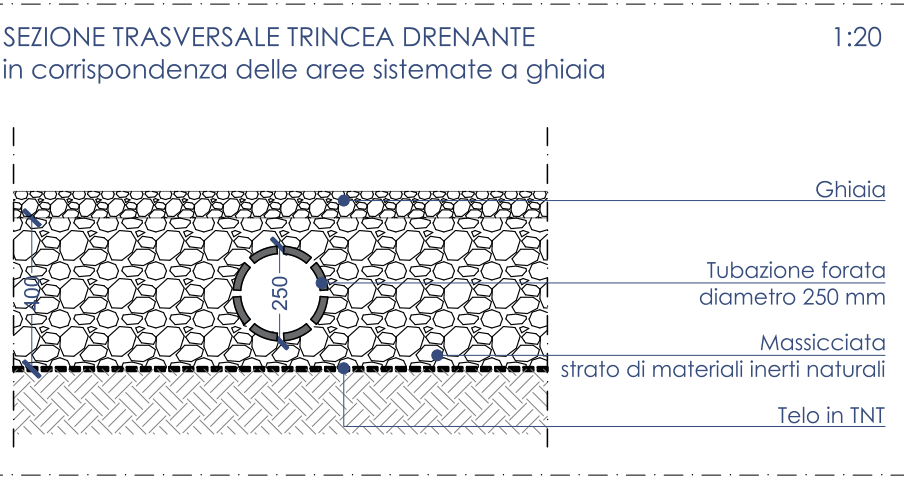 SEZIONE TRASVERSALE TRINCEA DRENANTE 1:20
in corrispondenza delle aree sistemate a ghiaia
Ghiaia
Tubazione forata
diametro 250 mm
400
250
Massicciata
strato di materiali inerti naturali
Telo in TNT